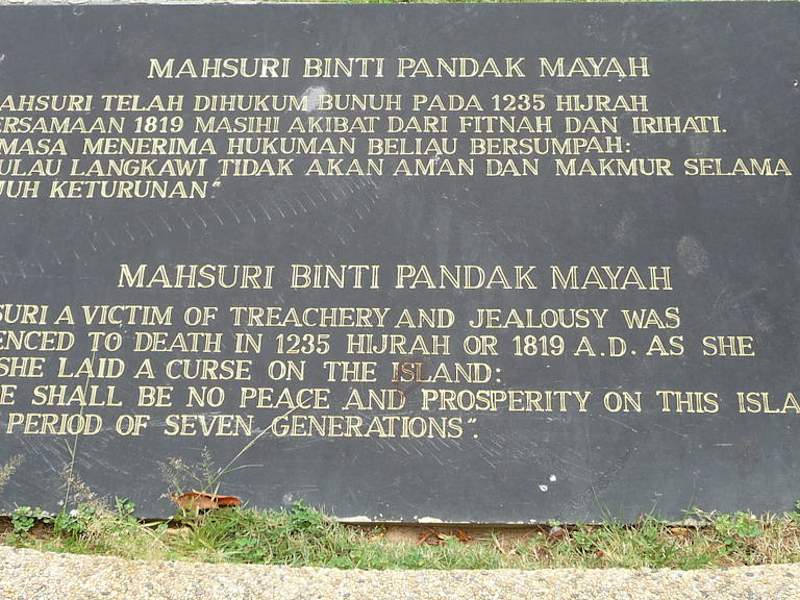 MAHSURI BINTI PANDAK MAYAH
AHSURI TELAH DIHUKUM BUNUH PADA 1235 HIJRAH
ERSAMAAN 1819 MASIHI AKIBAT DARI FITNAH DAN IRIHATI.
MASA MENERIMA HUKUMAN BELIAU BERSUMPAH:
ULAU LANGKAWI TIDAK AKAN AMAN DAN MAKMUR SELAMA
JUH KETURUNAN"
MAHSURI BINTI PANDAK MAYAH
SURI A VICTIM OF TREACHERY AND JEALOUSY WAS
ENCED TO DEATH IN 1235 HIJRAH OR 1819 A.D. AS SHE
SHE LAID A CURSE ON THE ISLAND:
E SHALL BE NO PEACE AND PROSPERITY ON THIS ISLA
PERIOD OF SEVEN GENERATIONS".